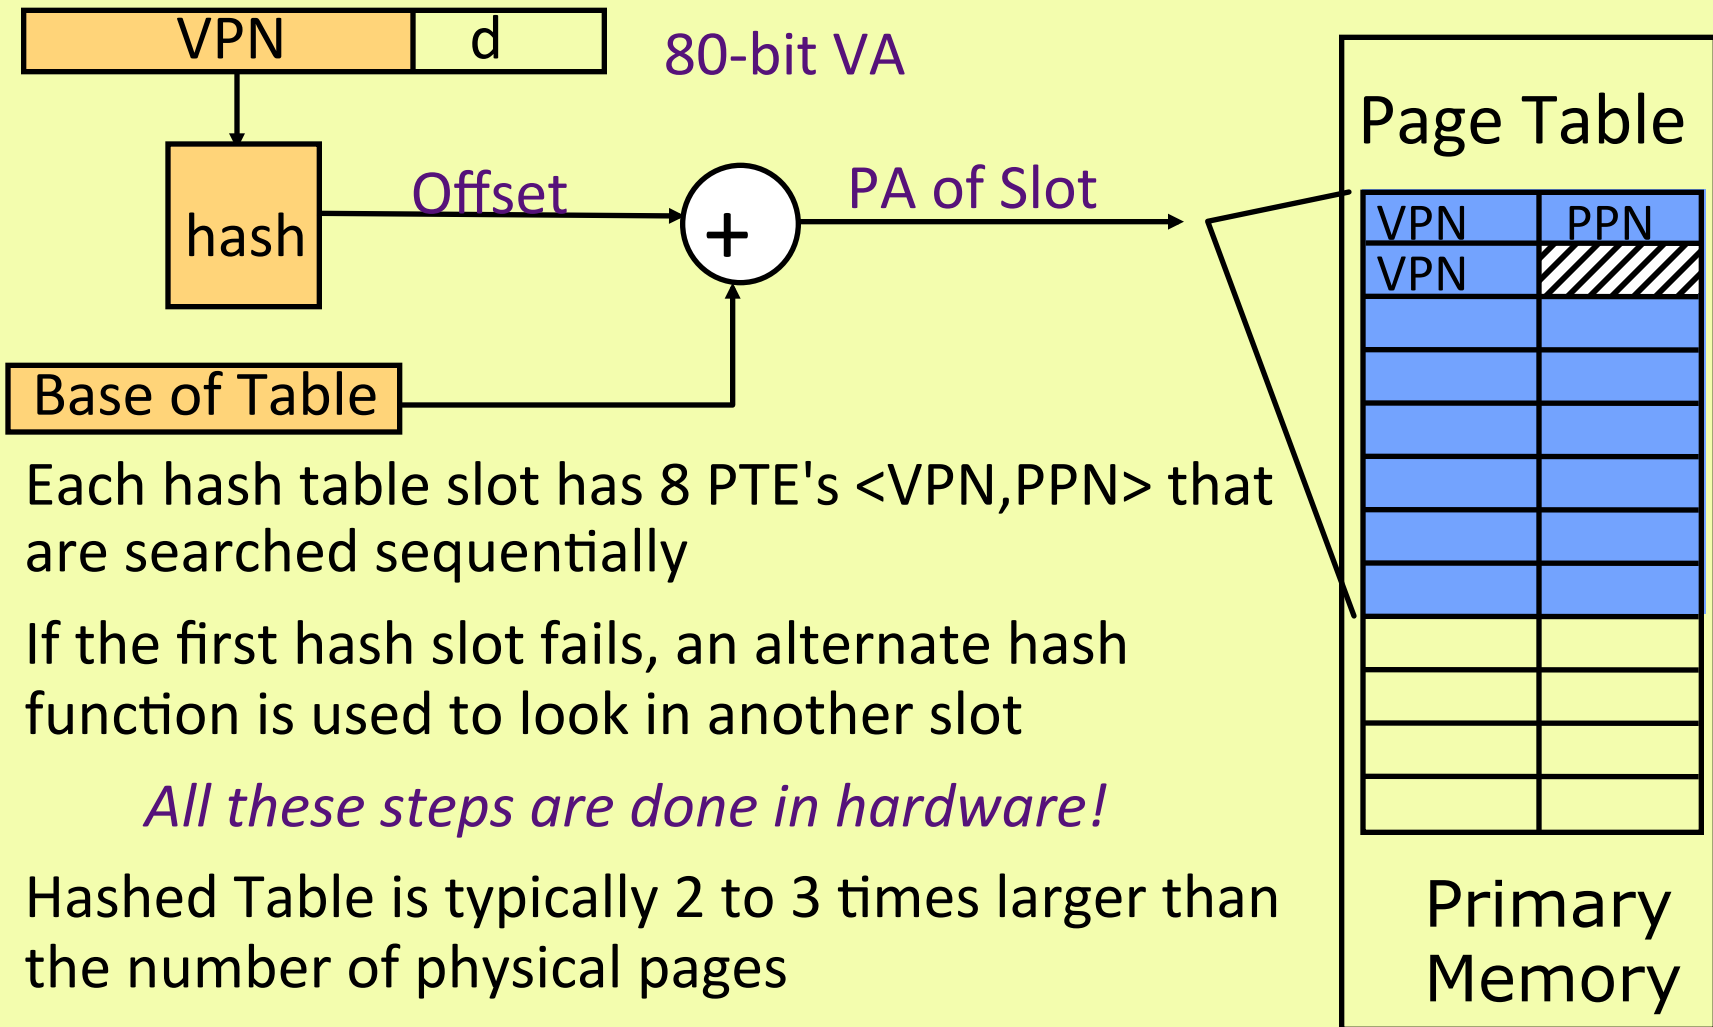 VPN d
80-bit VA
hash
Offset
+
PA of Slot
Base of Table
Page Table
VPN PPN
VPN
Each hash table slot has 8 PTE's <VPN,PPN> that
are searched sequentially
If the first hash slot fails, an alternate hash
function is used to look in another slot
All these steps are done in hardware!
Hashed Table is typically 2 to 3 times larger than
the number of physical pages
Primary
Memory